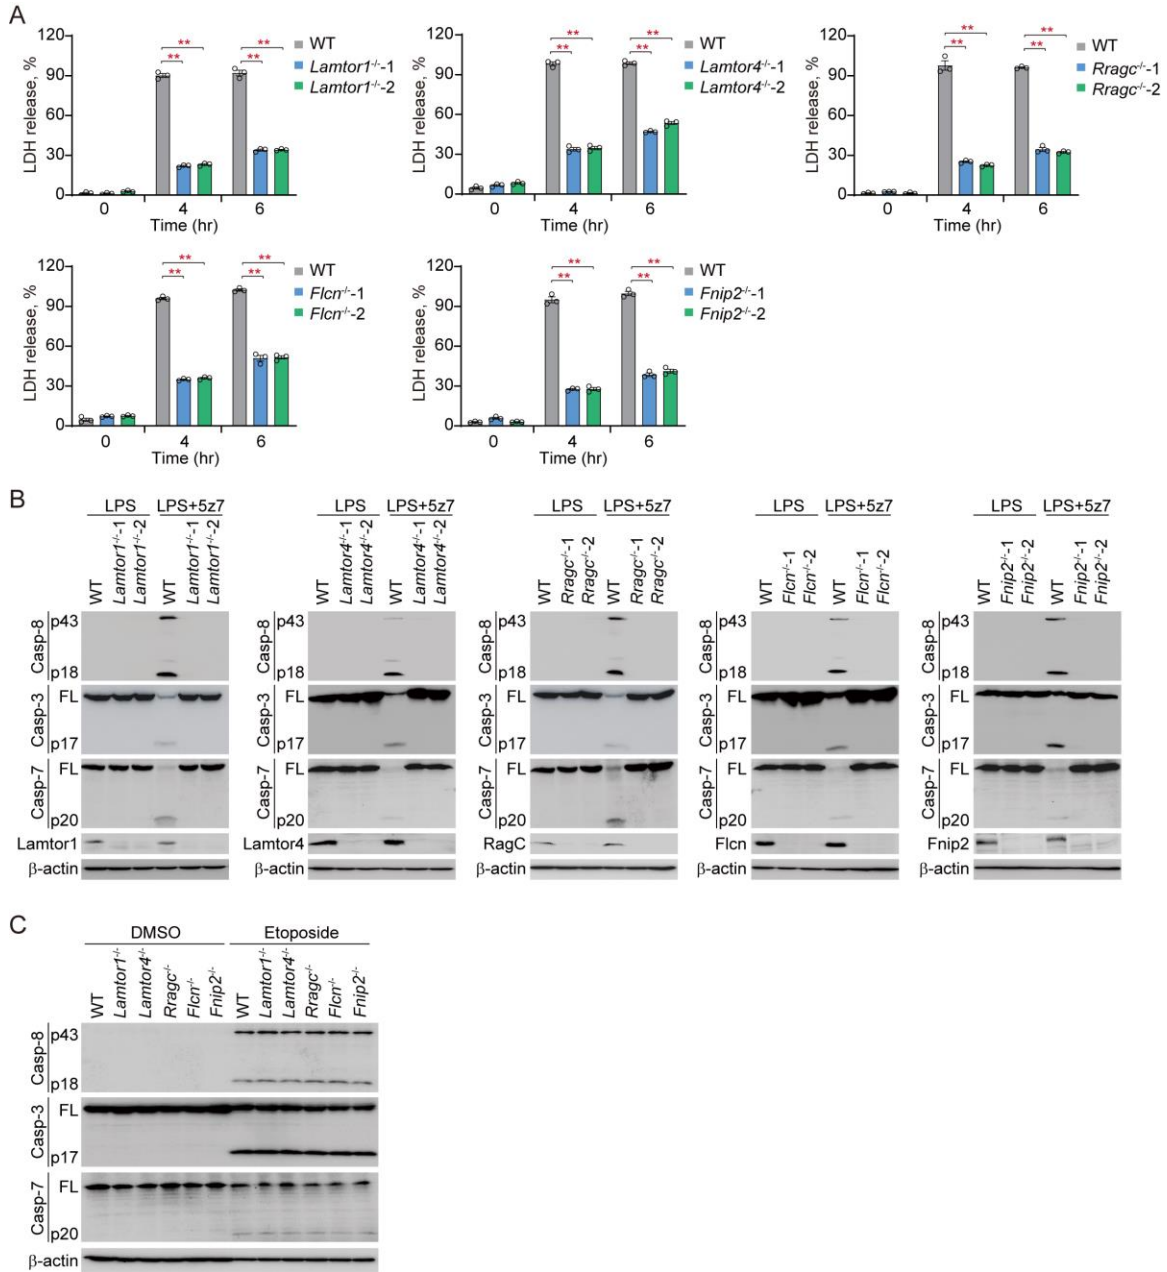 A
LDH release, %
120
90
60
30
0
0 4 6
Time (hr)
** ** ** **
WT
Lamtor1-/--1
Lamtor1-/--2
LDH release, %
120
90
60
30
0
0 4 6
Time (hr)
** ** ** **
WT
Lamtor4-/--1
Lamtor4-/--2
LDH release, %
120
90
60
30
0
0 4 6
Time (hr)
** ** ** **
WT
Rragc-/--1
Rragc-/--2
LDH release, %
120
90
60
30
0
0 4 6
Time (hr)
** ** ** **
WT
Flcn-/--1
Flcn-/--2
LDH release, %
120
90
60
30
0
0 4 6
Time (hr)
** ** ** **
WT
Fnip2-/--1
Fnip2-/--2
B
LPS LPS+5z7
WT Lamtor1-/--1 Lamtor1-/--2 WT Lamtor1-/--1 Lamtor1-/--2
Casp-8 p43
p18
Casp-3 FL
p17
Casp-7 FL
p20
Lamtor1
β-actin
LPS LPS+5z7
WT Lamtor4-/--1 Lamtor4-/--2 WT Lamtor4-/--1 Lamtor4-/--2
Casp-8 p43
p18
Casp-3 FL
p17
Casp-7 FL
p20
Lamtor4
β-actin
LPS LPS+5z7
WT Rragc-/--1 Rragc-/--2 WT Rragc-/--1 Rragc-/--2
Casp-8 p43
p18
Casp-3 FL
p17
Casp-7 FL
p20
RagC
β-actin
LPS LPS+5z7
WT Flcn-/--1 Flcn-/--2 WT Flcn-/--1 Flcn-/--2
Casp-8 p43
p18
Casp-3 FL
p17
Casp-7 FL
p20
Flcn
β-actin
LPS LPS+5z7
WT Fnip2-/--1 Fnip2-/--2 WT Fnip2-/--1 Fnip2-/--2
Casp-8 p43
p18
Casp-3 FL
p17
Casp-7 FL
p20
Fnip2
β-actin
C
DMSO Etoposide
WT Lamtor1-/- Lamtor4-/- Rragc-/- Flcn-/- Fnip2-/- WT Lamtor1-/- Lamtor4-/- Rragc-/- Flcn-/- Fnip2-/-
Casp-8 p43
p18
Casp-3 FL
p17
Casp-7 FL
p20
β-actin